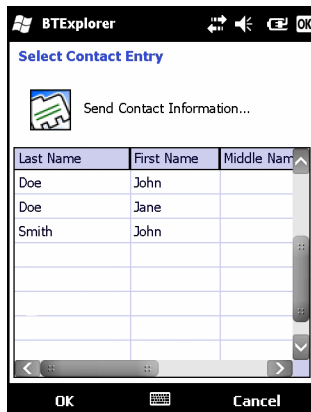 BTExplorer OK
Select Contact Entry
Send Contact Information...
Last Name First Name Middle Nam
Doe John
Doe Jane
Smith John
OK Cancel